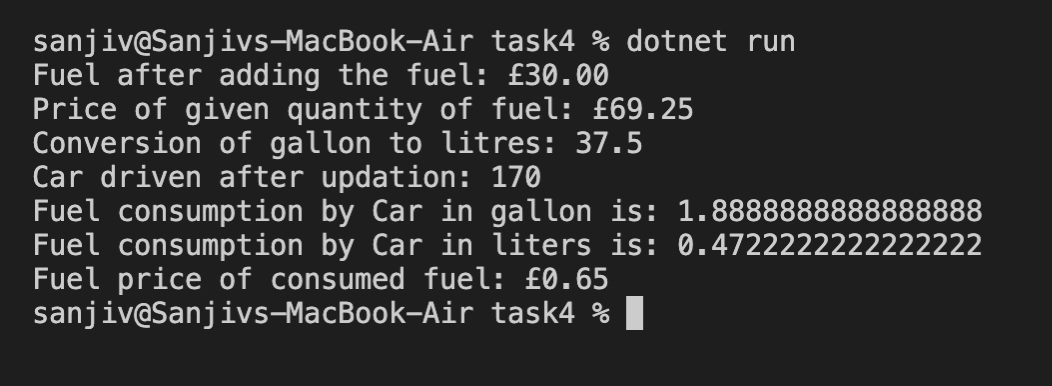 sanjiv@Sanjivs-MacBook-Air task4 % dotnet run
Fuel after adding the fuel: £30.00
Price of given quantity of fuel: £69.25
Conversion of gallon to litres: 37.5
Car driven after updation: 170
Fuel consumption by Car in gallon is: 1.8888888888888888
Fuel consumption by Car in liters is: 0.4722222222222222
Fuel price of consumed fuel: £0.65
sanjiv@Sanjivs-MacBook-Air task4 %